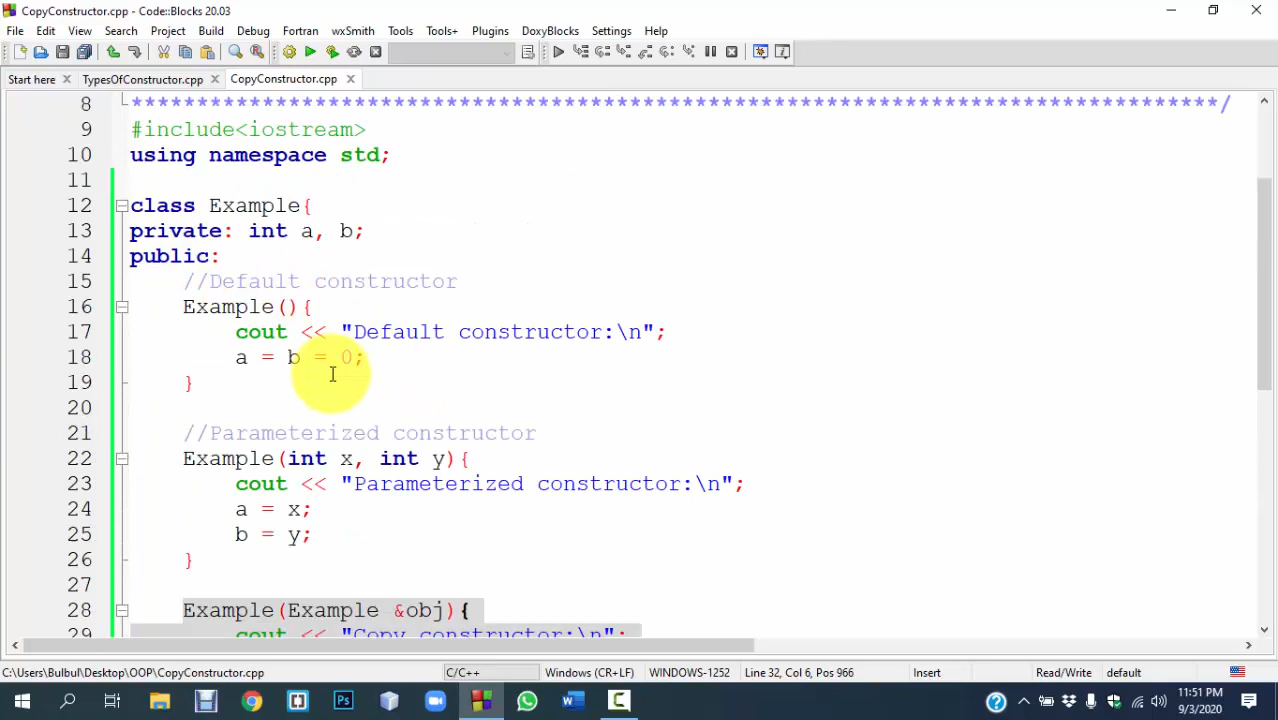 CopyConstructor.cpp - Code::Blocks 20.03
File Edit View Search Project Build Debug Fortran wxSmith Tools Tools+ Plugins DoxyBlocks Settings Help
Start here TypesOfConstructor.cpp CopyConstructor.cpp
8 ***********************************************************************************/
9 #include<iostream>
10 using namespace std;
11
12 class Example{
13 private: int a, b;
14 public:
15 //Default constructor
16 Example(){
17 cout << "Default constructor:\n";
18 a = b = 0;
19 }
20
21 //Parameterized constructor
22 Example(int x, int y){
23 cout << "Parameterized constructor:\n";
24 a = x;
25 b = y;
26 }
27
28 Example(Example &obj){
29 cout << "Copy constructor:\n";
C:\Users\Bulbul\Desktop\OOP\CopyConstructor.cpp C/C++ Windows (CR+LF) WINDOWS-1252 Line 32, Col 6, Pos 966 Insert Read/Write default
Ps
11:51 PM
9/3/2020